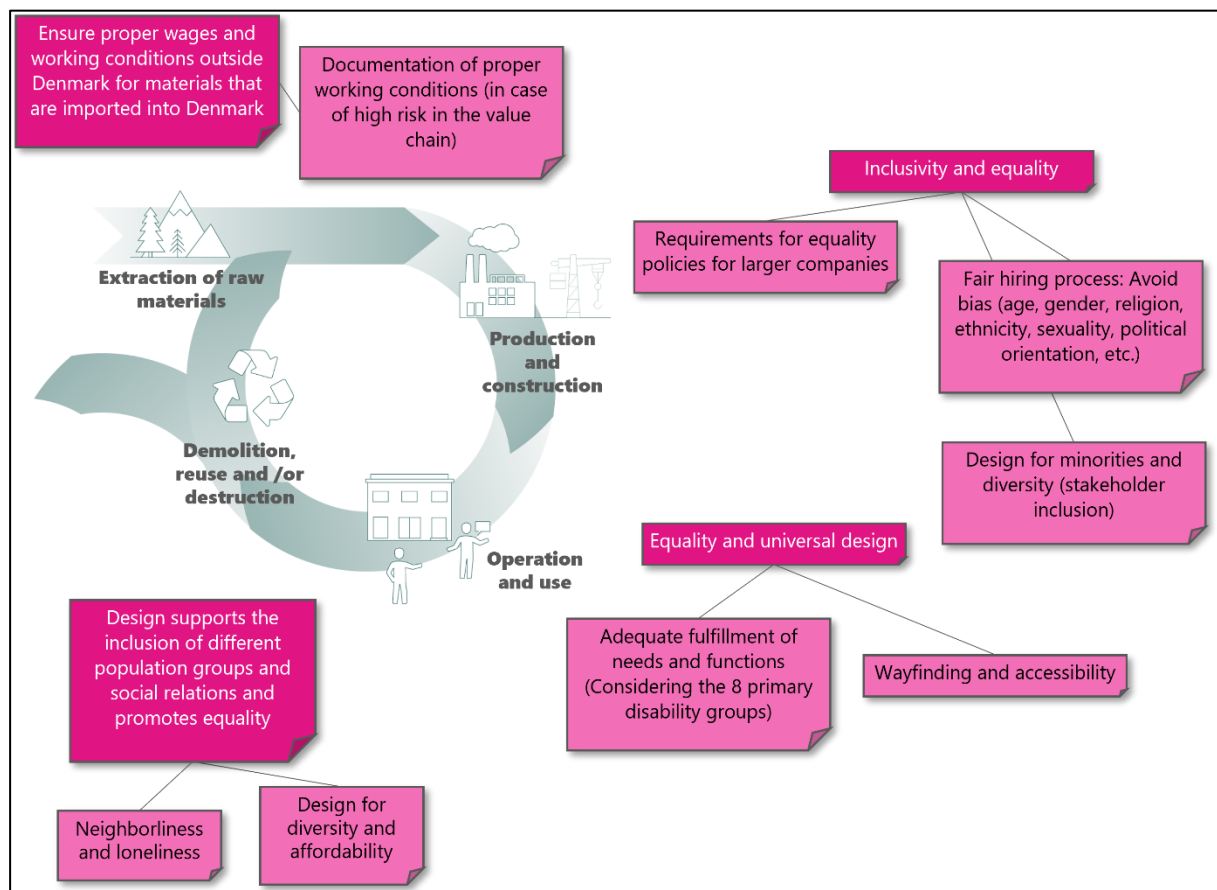 Ensure proper wages and
working conditions outside
Denmark for materials that
are imported into Denmark
Documentation of proper
working conditions (in case
of high risk in the value
chain)
Inclusivity and equality
Requirements for equality
policies for larger companies
Fair hiring process: Avoid
bias (age, gender, religion,
ethnicity, sexuality, political
orientation, etc.)
Design for minorities and
diversity (stakeholder
inclusion)
Extraction of raw
materials
Production
and
construction
Demolition,
reuse and /or
destruction
Operation
and use
Equality and universal design
Adequate fulfillment of
needs and functions
(Considering the 8 primary
disability groups)
Wayfinding and accessibility
Design supports the
inclusion of different
population groups and
social relations and
promotes equality
Neighborliness
and loneliness
Design for
diversity and
affordability